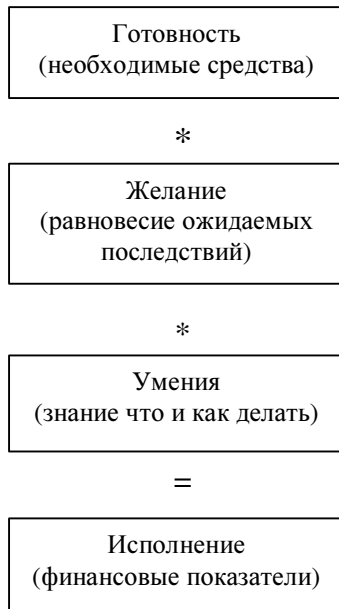 Готовность
(необходимые средства)
*
Желание
(равновесие ожидаемых
последствий)
*
Умения
(знание что и как делать)
=
Исполнение
(финансовые показатели)